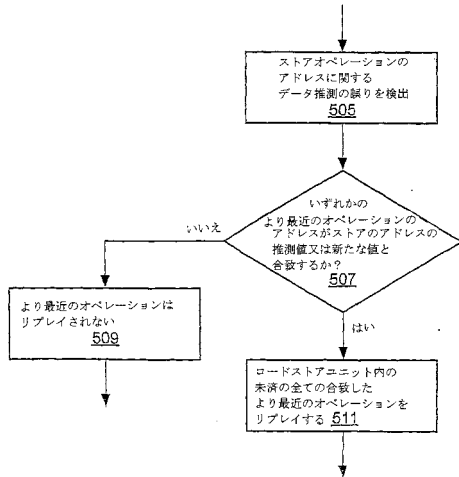 ストアオペレーションの
アドレスに関する
データ推測の誤りを検出
505
いずれかの
より最近のオペレーションの
アドレスがストアのアドレスの
推測値又は新たな値と
合致するか？
507
いいえ
より最近のオペレーションは
リプレイされない
509
はい
ロードストアユニット内の
未済の全ての合致した
より最近のオペレーションを
リプレイする 511